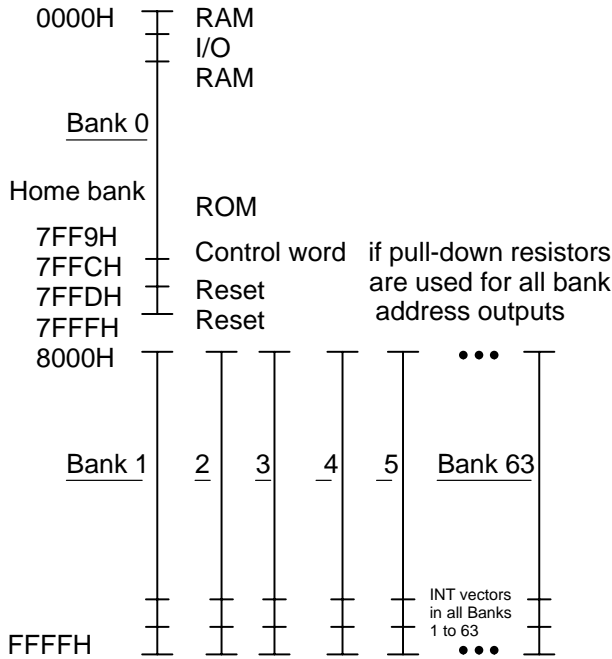 0000H RAM
I/O
RAM
Bank 0
Home bank
ROM
7FF9H
Control word if pull-down resistors
7FFCH
are used for all bank
7FFDH Reset
address outputs
7FFFH Reset
8000H
Bank 1 2 3 4 5 Bank 63
INT vectors
in all Banks
1 to 63
FFFFH